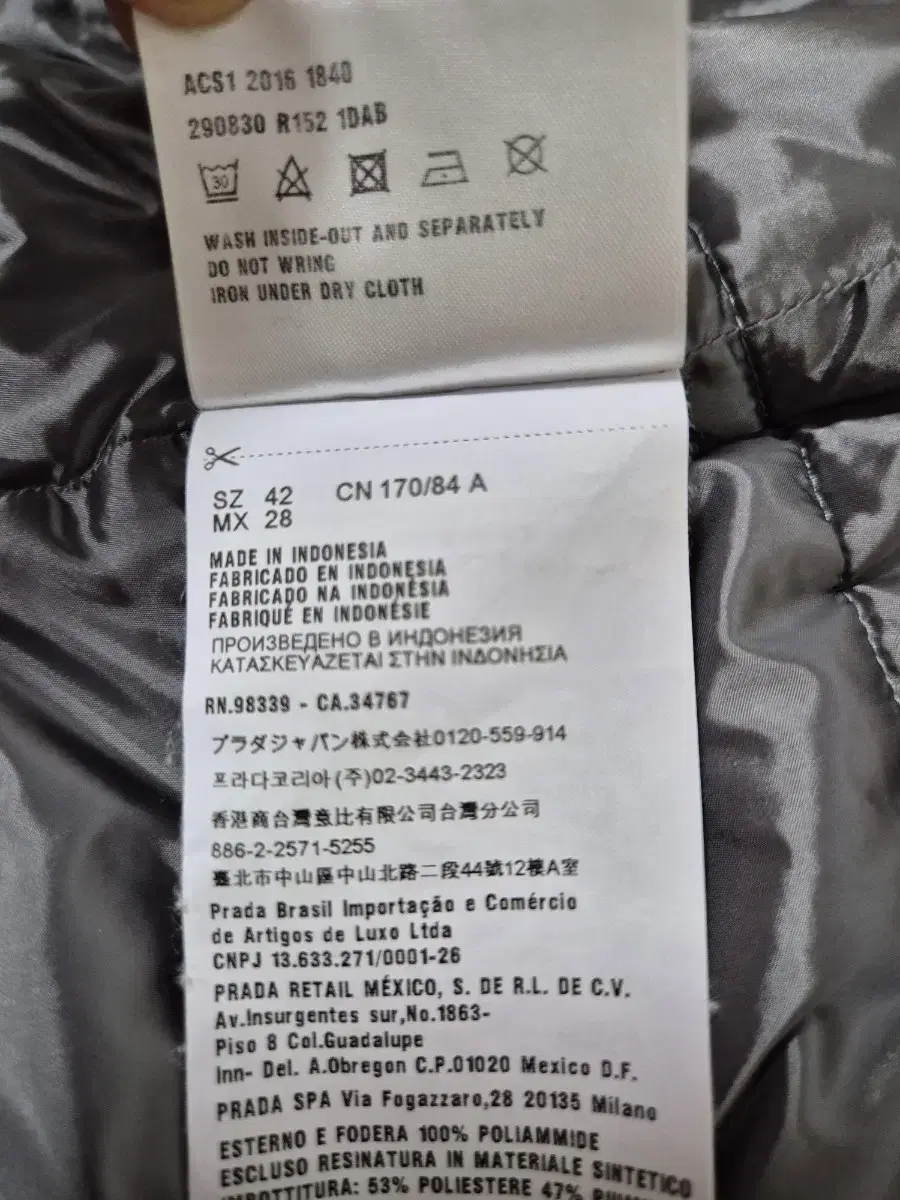 ACS1 2016 1840
290830 R152 1DAB
30
WASH INSIDE-OUT AND SEPARATELY
DO NOT WRING
IRON UNDER DRY CLOTH
SZ 42 CN 170/84 A
MX 28
MADE IN INDONESIA
FABRICADO EN INDONESIA
FABRICADO NA INDONÉSIA
FABRIQUÉ EN INDONÉSIE
ПРОИЗВЕДЕНО В ИНДОНЕЗИЯ
ΚΑΤΑΣΚΕΥΑΖΕΤΑΙ ΣΤΗΝ ΙΝΔΟΝΗΣΙΑ
RN.98339 - CA.34767
プラダジャパン株式会社0120-559-914
프라다코리아(주)02-3443-2323
香港商台灣意比有限公司台灣分公司
886-2-2571-5255
臺北市中山區中山北路二段44號12樓A室
Prada Brasil Importação e Comércio
de Artigos de Luxo Ltda
CNPJ 13.633.271/0001-26
PRADA RETAIL MÉXICO, S. DE R.L. DE C.V.
Av.Insurgentes sur,No.1863-
Piso 8 Col.Guadalupe
Inn- Del. A.Obregon C.P.01020 Mexico D.F.
PRADA SPA Via Fogazzaro,28 20135 Milano
ESTERNO E FODERA 100% POLIAMMIDE
ESCLUSO RESINATURA IN MATERIALE SINTETICO
IMBOTTITURA: 53% POLIESTERE 47%